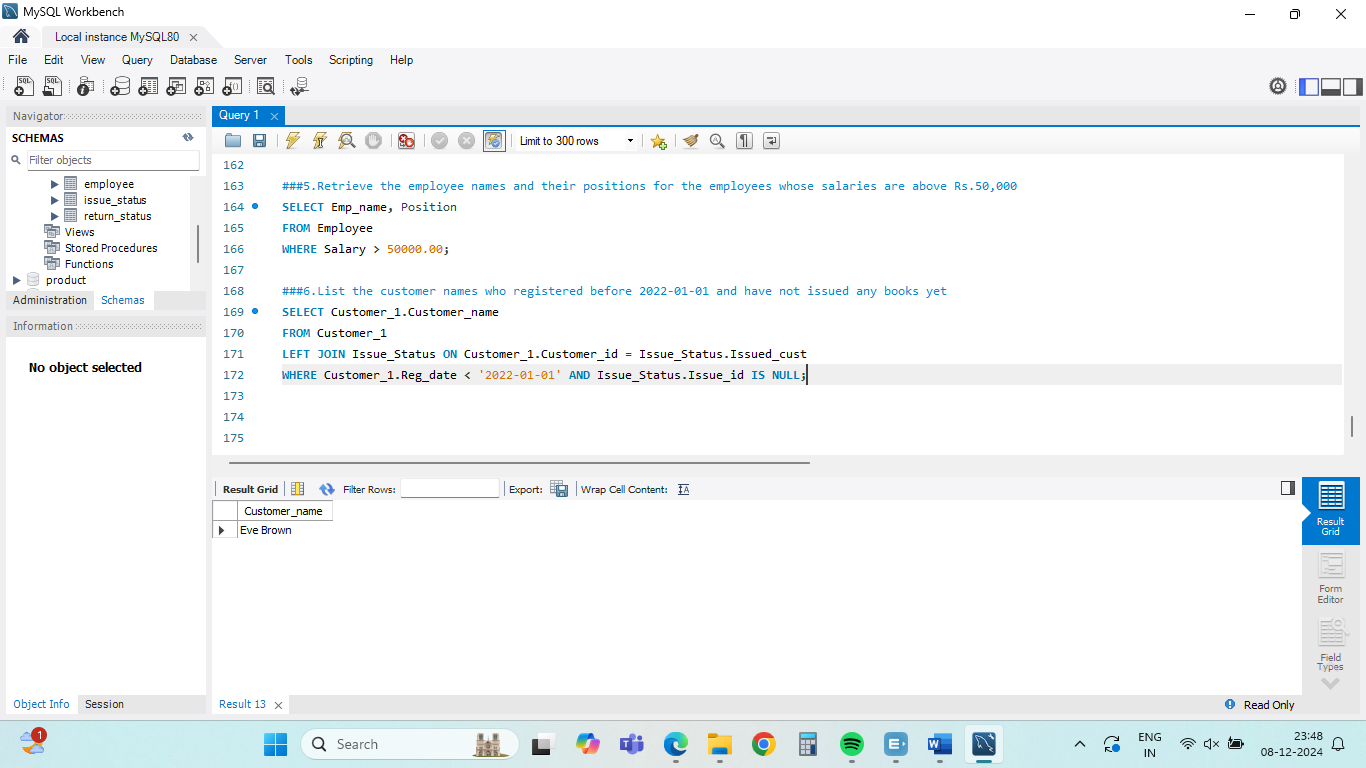 MySQL Workbench
Local instance MySQL80
File Edit View Query Database Server Tools Scripting Help
Navigator
SCHEMAS
Filter objects
employee
issue_status
return_status
Views
Stored Procedures
Functions
product
Administration Schemas
Information
No object selected
Object Info Session
Query 1
Limit to 300 rows
162
163 ###5.Retrieve the employee names and their positions for the employees whose salaries are above Rs.50,000
164 SELECT Emp_name, Position
165 FROM Employee
166 WHERE Salary > 50000.00;
167
168 ###6.List the customer names who registered before 2022-01-01 and have not issued any books yet
169 SELECT Customer_1.Customer_name
170 FROM Customer_1
171 LEFT JOIN Issue_Status ON Customer_1.Customer_id = Issue_Status.Issued_cust
172 WHERE Customer_1.Reg_date < '2022-01-01' AND Issue_Status.Issue_id IS NULL;
173
174
175
Result Grid Filter Rows: Export: Wrap Cell Content:
Customer_name
Eve Brown
Result Grid
Form Editor
Field Types
Result 13
Read Only
1
Search
ENG
IN
23:48
08-12-2024